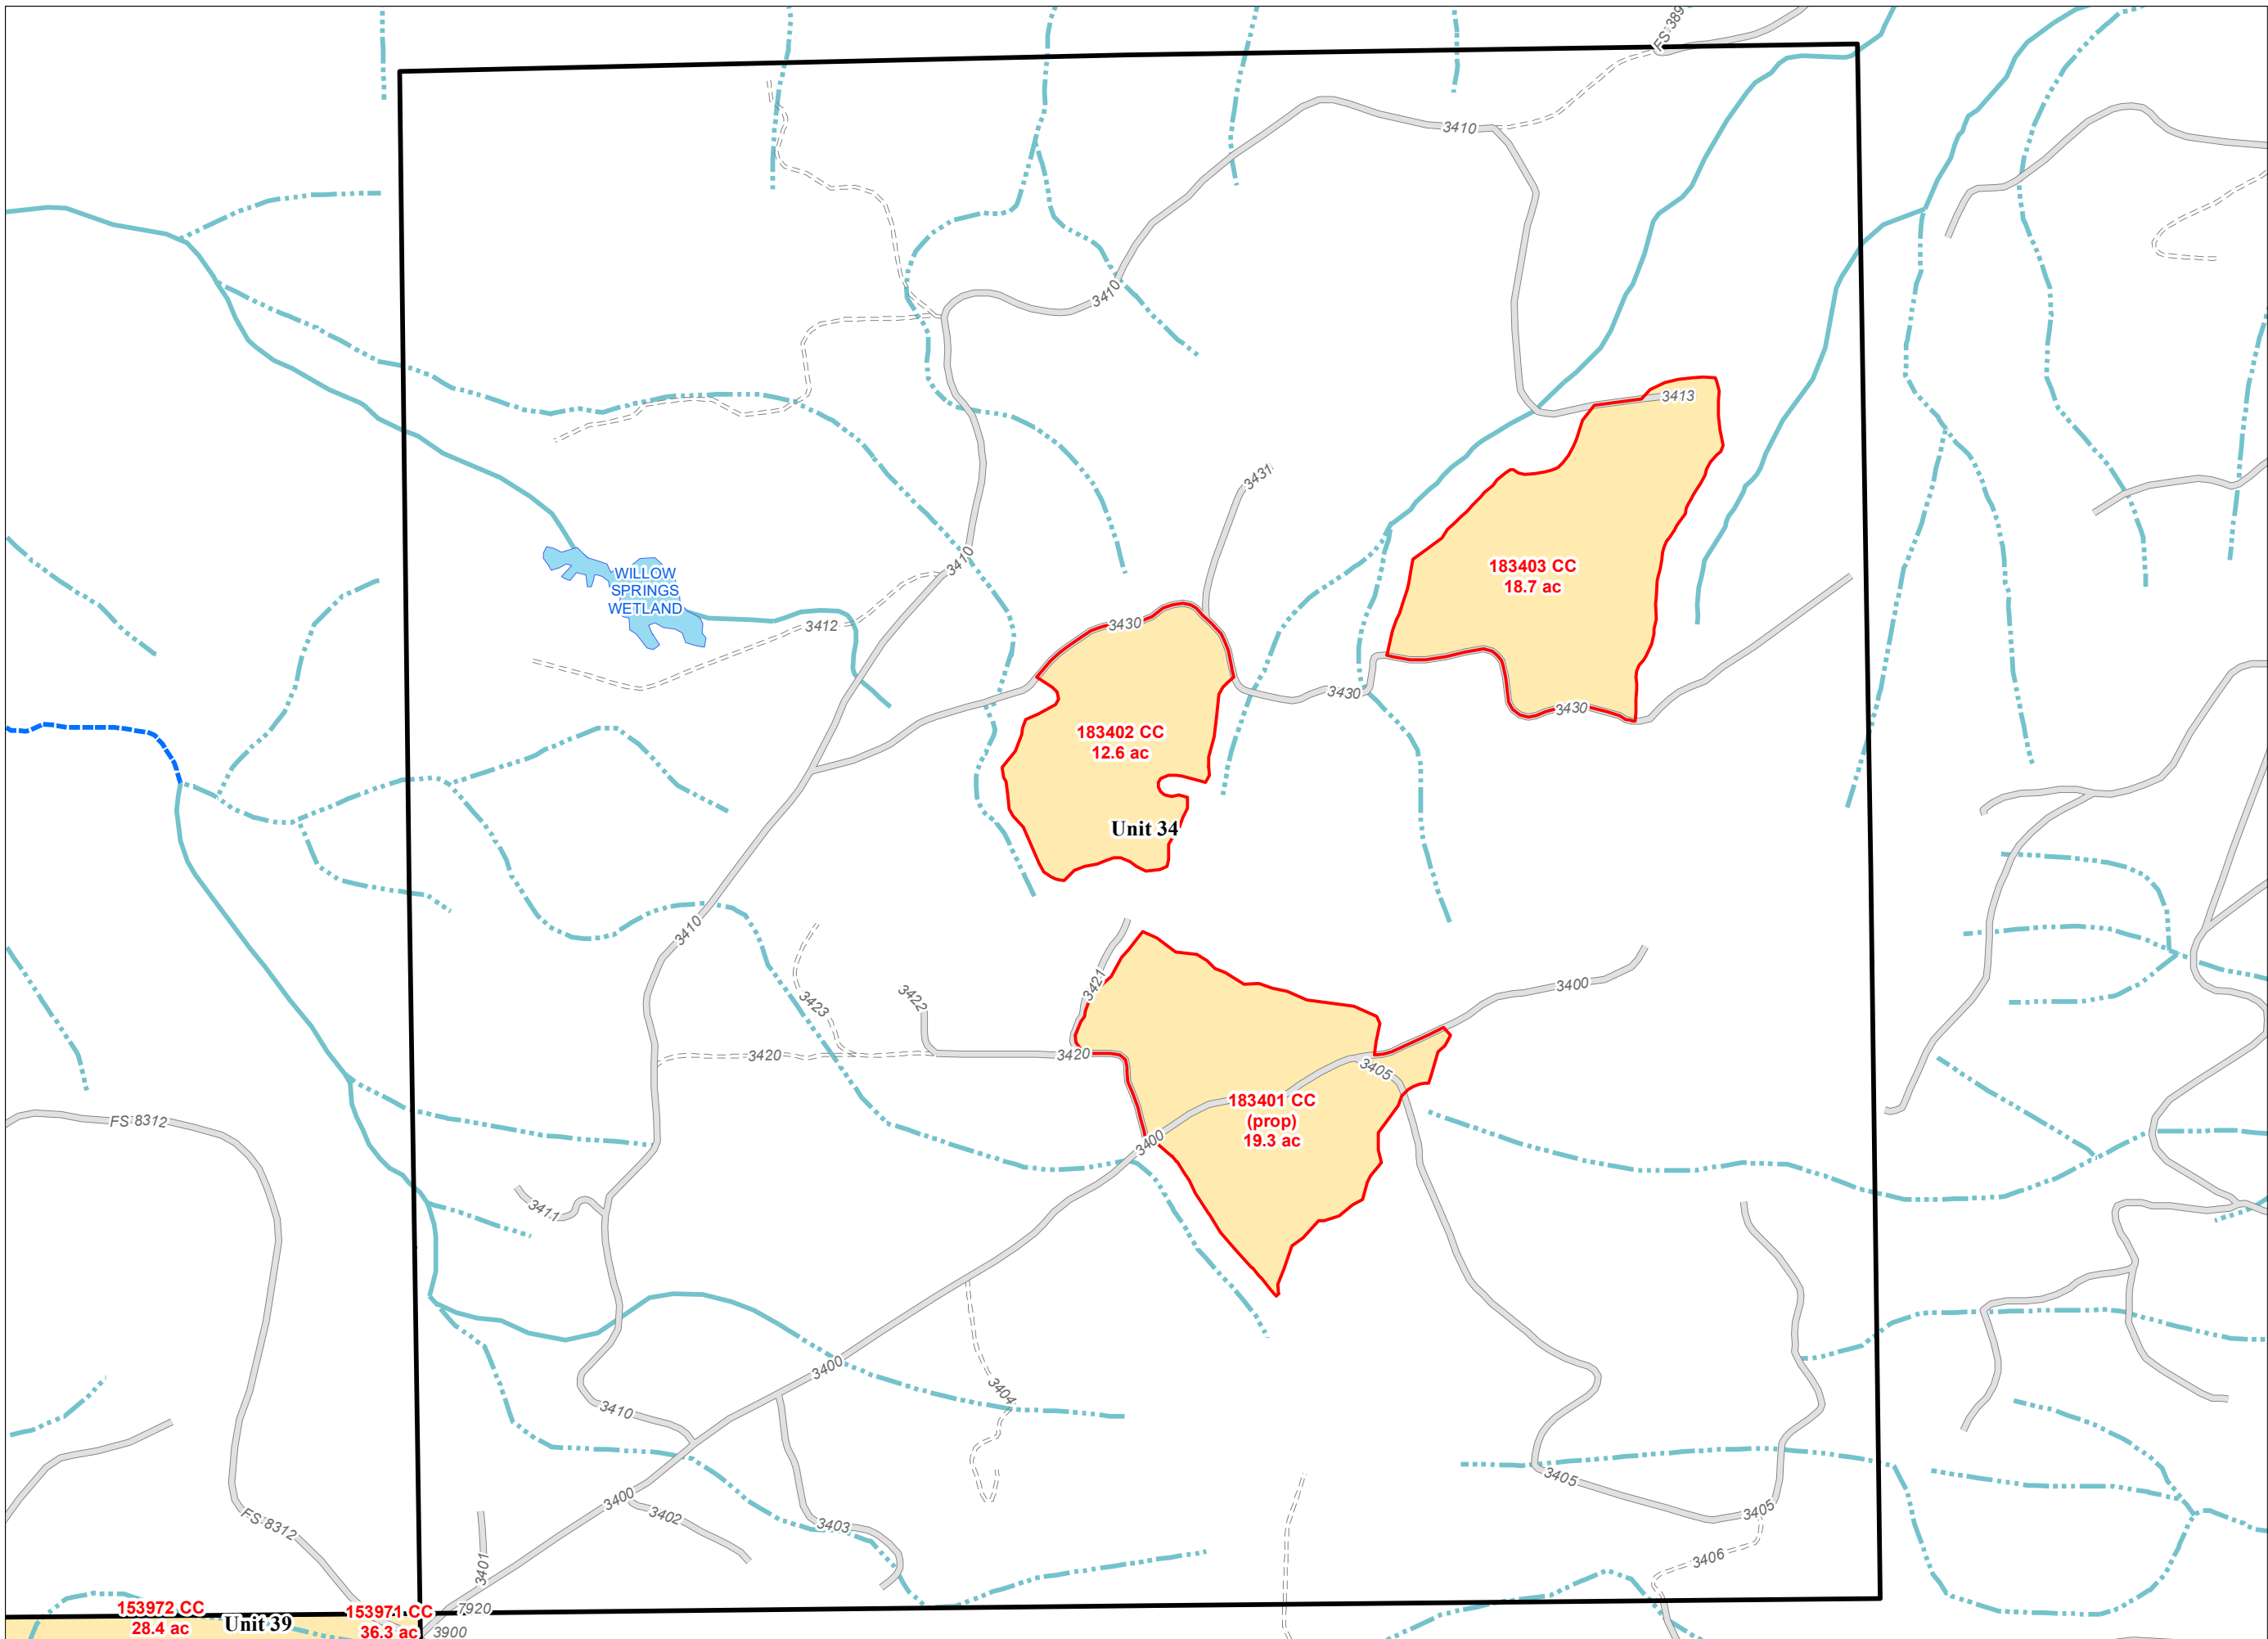 FS 389
3410
3410
3413
3431
3410
WILLOW
SPRINGS
WETLAND
183403 CC
18.7 ac
3412
3430
3430
3430
183402 CC
12.6 ac
Unit 34
3410
3421
3422
3423
3400
3420
3420
3405
183401 CC
(prop)
19.3 ac
3400
FS 8312
3411
3400
3404
3410
3405
3400
3402
3403
3405
FS 8312
3401
3406
153972 CC
28.4 ac
Unit 39
153971 CC
36.3 ac
7920
3900